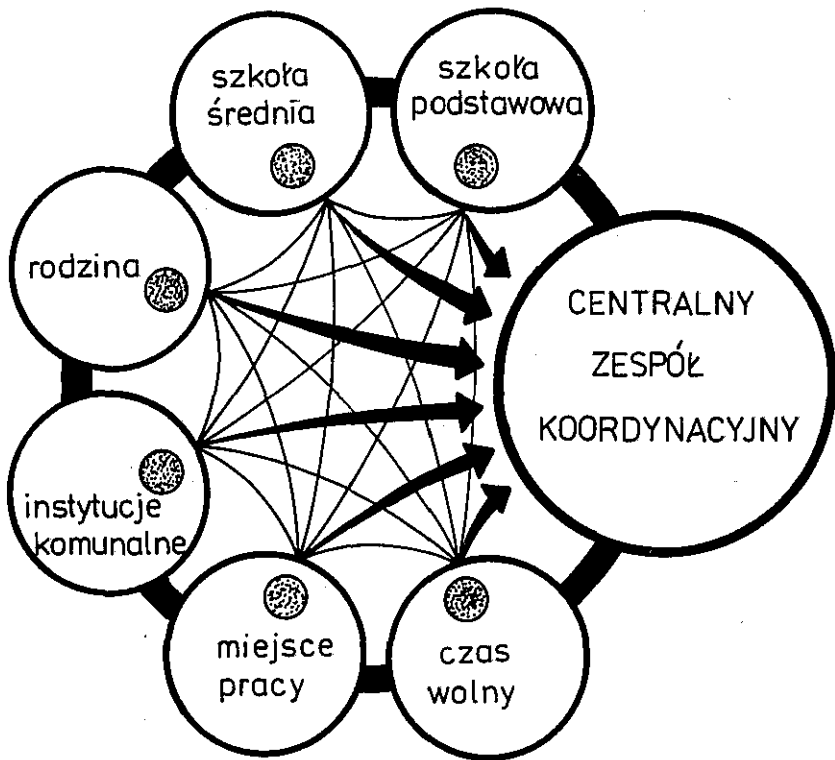 szkoła
średnia
szkoła
podstawowa
rodzina
CENTRALNY
ZESPÓŁ
KOORDYNACYJNY
instytucje
komunalne
miejsce
pracy
czas
wolny